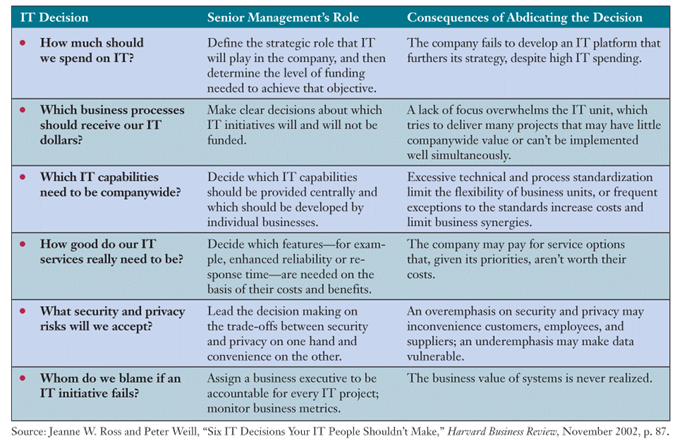 IT Decision Senior Management’s Role Consequences of Abdicating the Decision
• How much should
we spend on IT?
Define the strategic role that IT
will play in the company, and then
determine the level of funding
needed to achieve that objective.
The company fails to develop an IT platform that
furthers its strategy, despite high IT spending.
• Which business processes
should receive our IT
dollars?
Make clear decisions about which
IT initiatives will and will not be
funded.
A lack of focus overwhelms the IT unit, which
tries to deliver many projects that may have little
companywide value or can’t be implemented
well simultaneously.
• Which IT capabilities
need to be companywide?
Decide which IT capabilities
should be provided centrally and
which should be developed by
individual businesses.
Excessive technical and process standardization
limit the flexibility of business units, or frequent
exceptions to the standards increase costs and
limit business synergies.
• How good do our IT
services really need to be?
Decide which features—for exam-
ple, enhanced reliability or re-
sponse time—are needed on the
basis of their costs and benefits.
The company may pay for service options
that, given its priorities, aren’t worth their
costs.
• What security and privacy
risks will we accept?
Lead the decision making on
the trade-offs between security
and privacy on one hand and
convenience on the other.
An overemphasis on security and privacy may
inconvenience customers, employees, and
suppliers; an underemphasis may make data
vulnerable.
• Whom do we blame if an
IT initiative fails?
Assign a business executive to be
accountable for every IT project;
monitor business metrics.
The business value of systems is never realized.
Source: Jeanne W. Ross and Peter Weill, “Six IT Decisions Your IT People Shouldn’t Make,” Harvard Business Review, November 2002, p. 87.